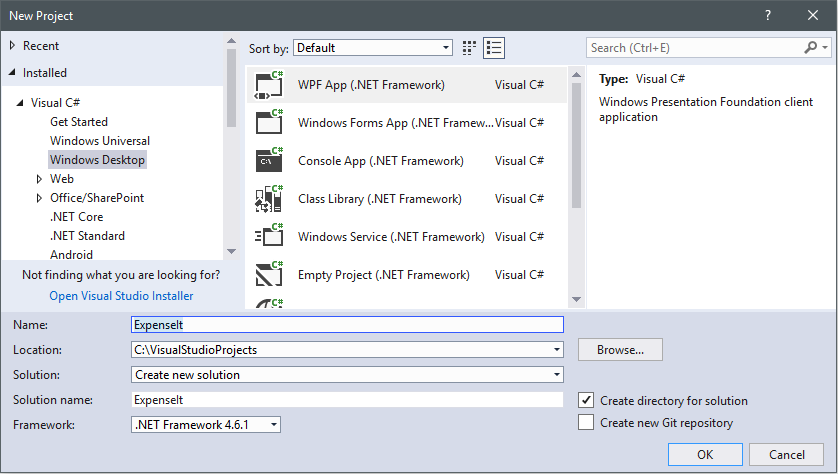 New Project
Recent
Installed
Visual C#
Get Started
Windows Universal
Windows Desktop
Web
Office/SharePoint
.NET Core
.NET Standard
Android
Not finding what you are looking for?
Open Visual Studio Installer
Sort by: Default
WPF App (.NET Framework) Visual C#
Windows Forms App (.NET Framew... Visual C#
Console App (.NET Framework) Visual C#
Class Library (.NET Framework) Visual C#
Windows Service (.NET Framework) Visual C#
Empty Project (.NET Framework) Visual C#
Search (Ctrl+E)
Type: Visual C#
Windows Presentation Foundation client
application
Name: ExpenseIt
Location: C:\VisualStudioProjects
Browse...
Solution: Create new solution
Solution name: ExpenseIt
Create directory for solution
Framework: .NET Framework 4.6.1
Create new Git repository
OK Cancel